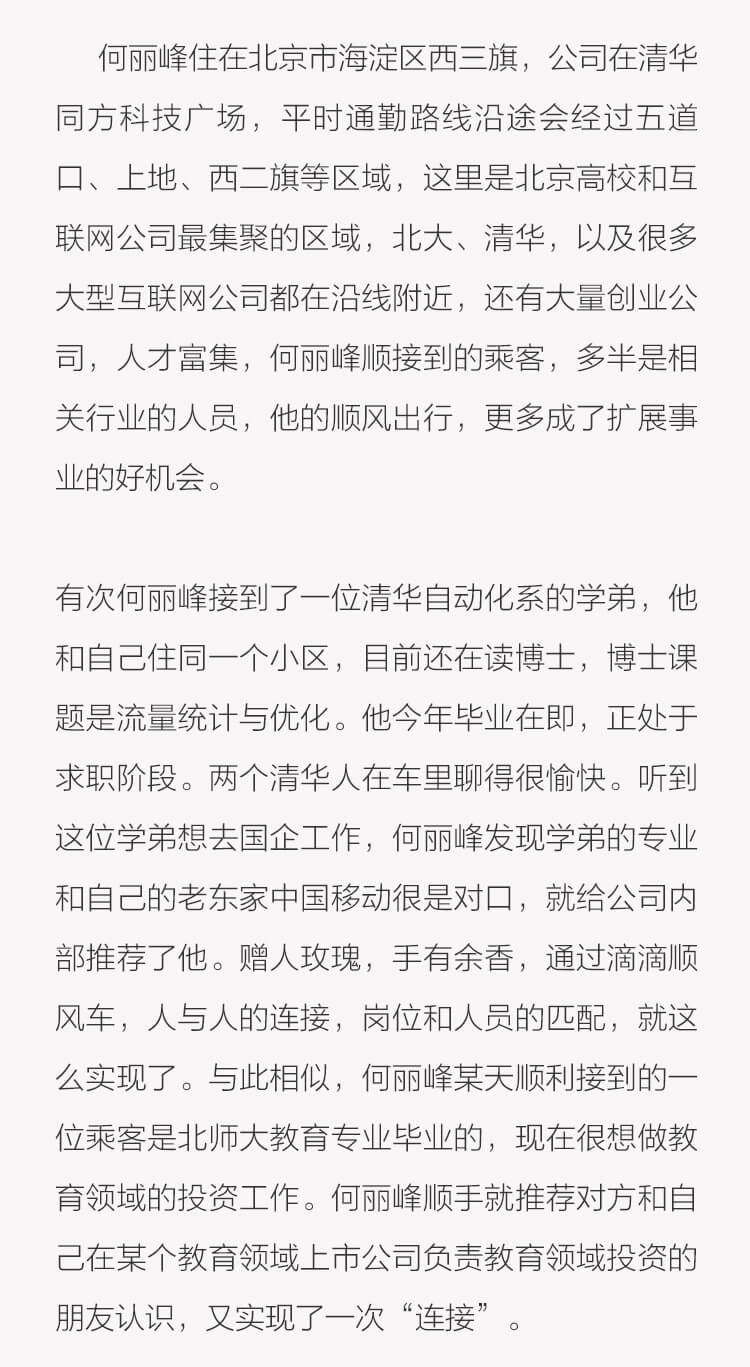 何丽峰住在北京市海淀区西三旗，公司在清华
同方科技广场，平时通勤路线沿途会经过五道
口、上地、西二旗等区域，这里是北京高校和互
联网公司最集聚的区域，北大、清华，以及很多
大型互联网公司都在沿线附近，还有大量创业公
司，人才富集，何丽峰顺接到的乘客，多半是相
关行业的人员，他的顺风出行，更多成了扩展事
业的好机会。
有次何丽峰接到了一位清华自动化系的学弟，他
和自己住同一个小区，目前还在读博士，博士课
题是流量统计与优化。他今年毕业在即，正处于
求职阶段。两个清华人在车里聊得很愉快。听到
这位学弟想去国企工作，何丽峰发现学弟的专业
和自己的老东家中国移动很是对口，就给公司内
部推荐了他。赠人玫瑰，手有余香，通过滴滴顺
风车，人与人的连接，岗位和人员的匹配，就这
么实现了。与此相似，何丽峰某天顺利接到的一
位乘客是北师大教育专业毕业的，现在很想做教
育领域的投资工作。何丽峰顺手就推荐对方和自
己在某个教育领域上市公司负责教育领域投资的
朋友认识，又实现了一次“连接”。